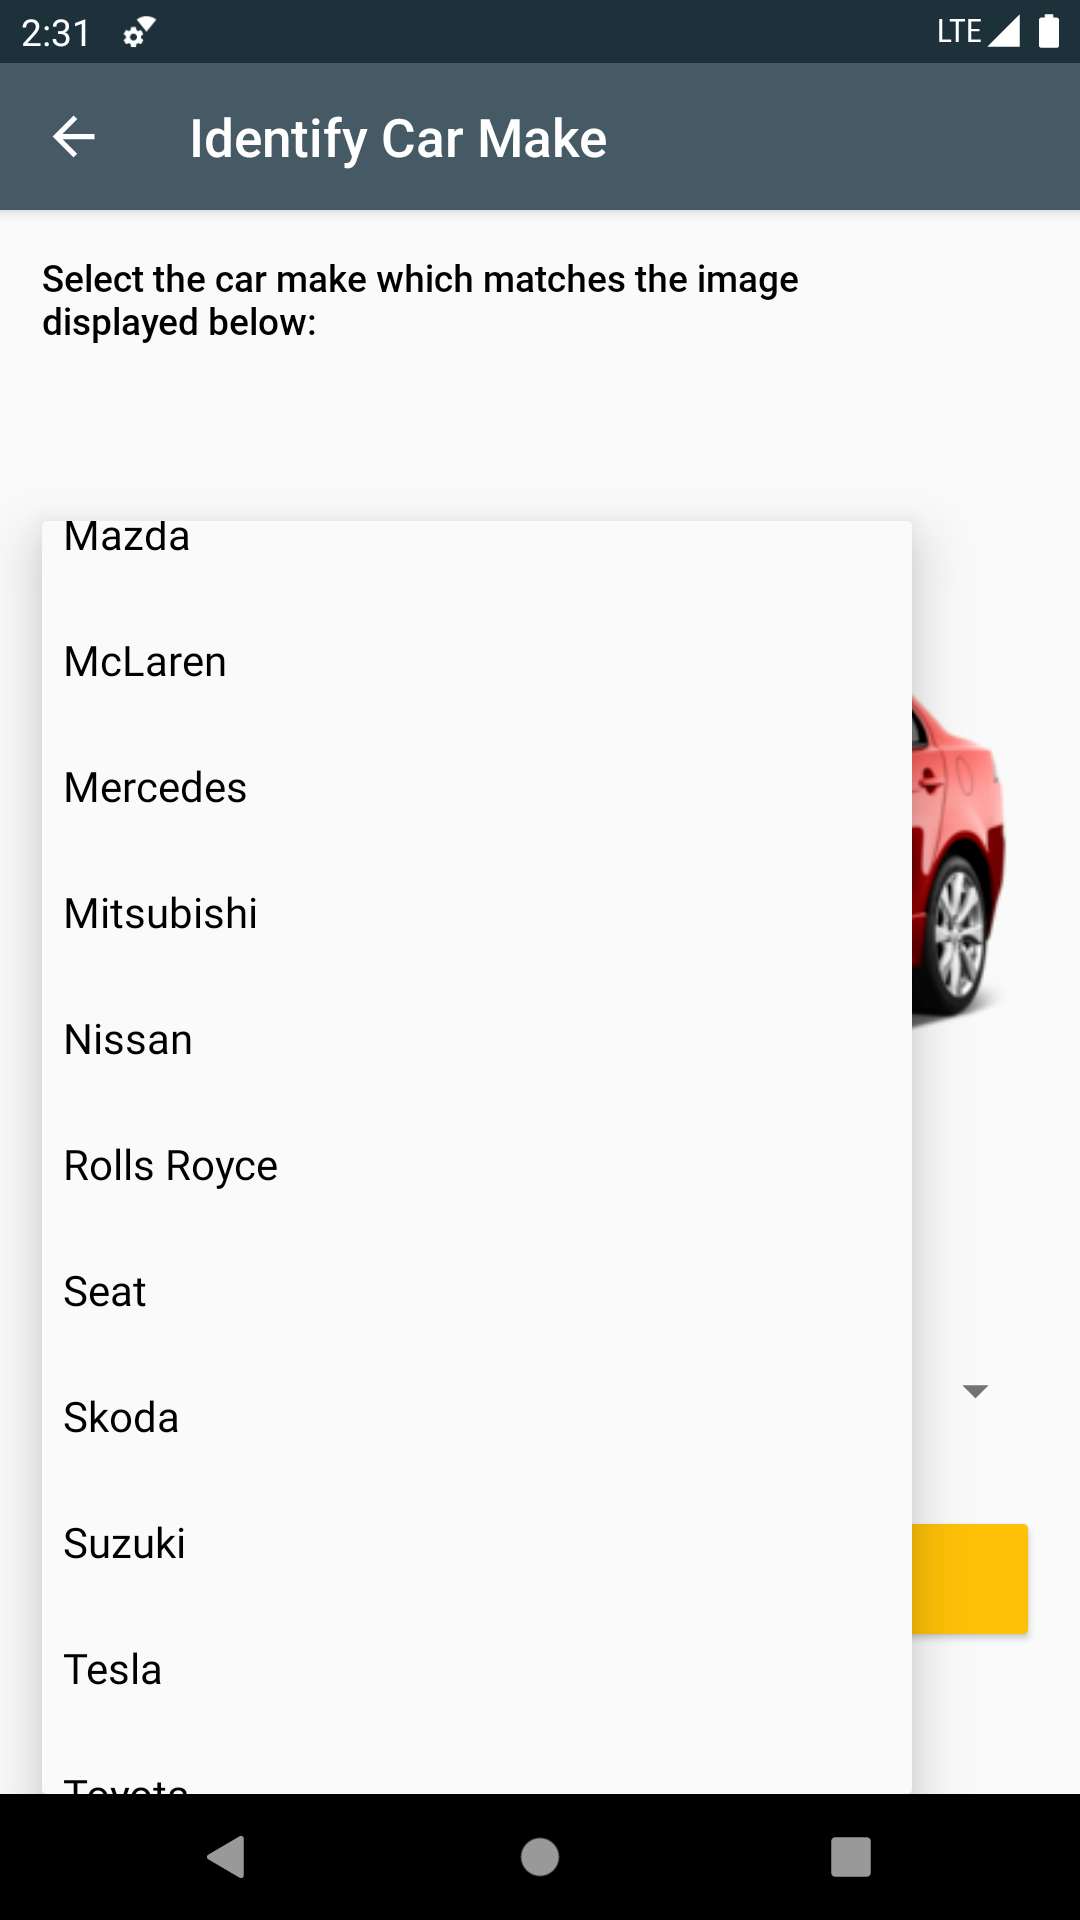 2:31
LTE
Identify Car Make
Select the car make which matches the image
displayed below:
Mazda
McLaren
Mercedes
Mitsubishi
Nissan
Rolls Royce
Seat
Skoda
Suzuki
Tesla
Toyota